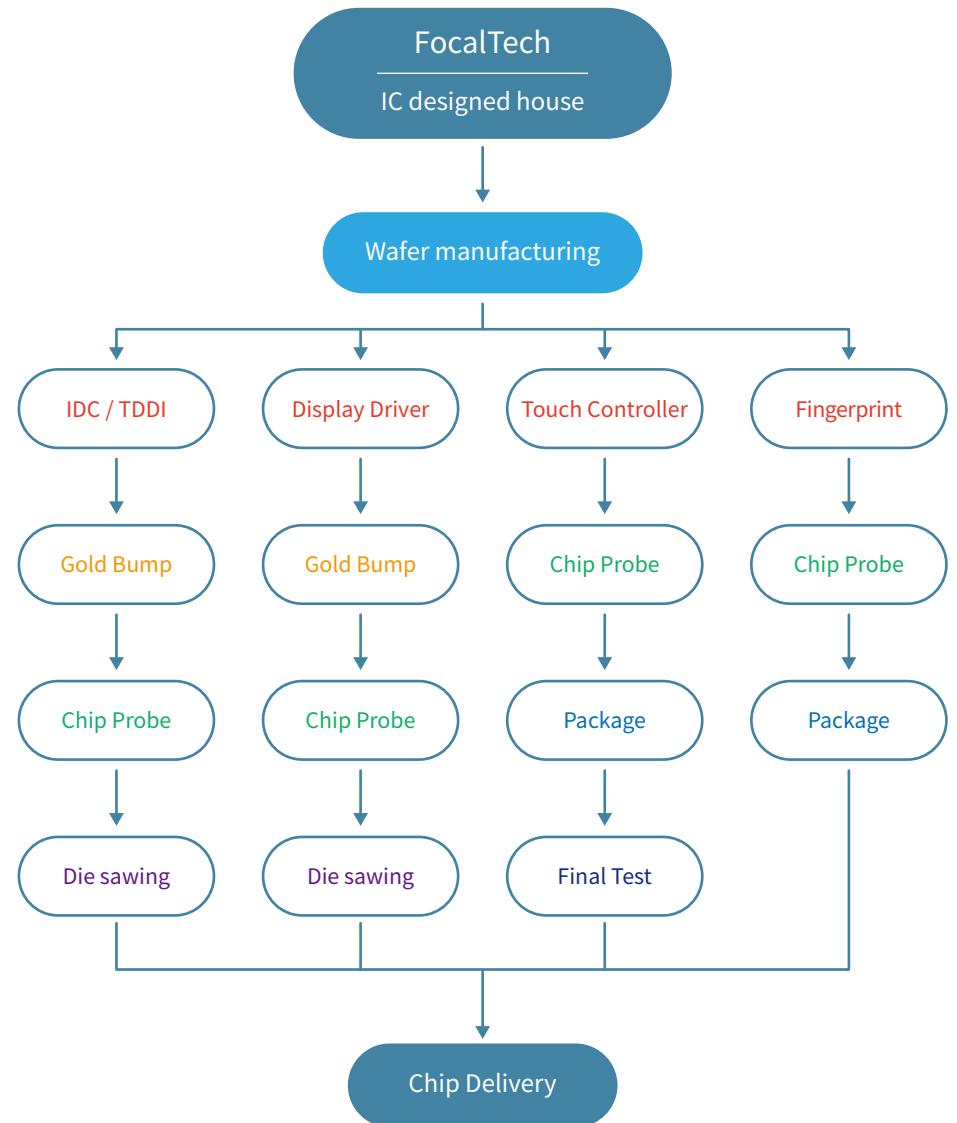 FocalTech
IC designed house
Wafer manufacturing
IDC / TDDI
Display Driver
Touch Controller
Fingerprint
Gold Bump
Gold Bump
Chip Probe
Chip Probe
Chip Probe
Chip Probe
Package
Package
Die sawing
Die sawing
Final Test
Chip Delivery